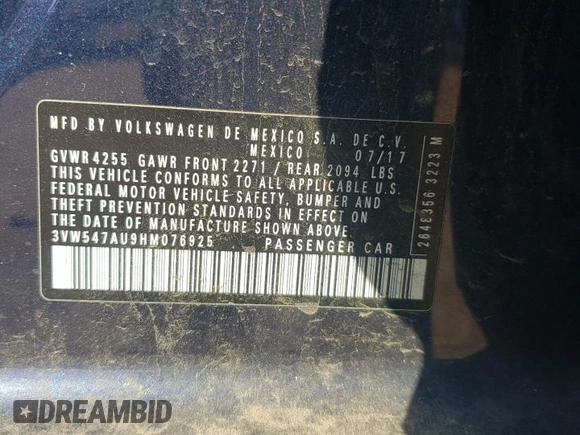 MFD BY VOLKSWAGEN DE MEXICO S.A. DE C.V.
MEXICO 07/17
GVWR 4255 GAWR FRONT 2271 / REAR 2094 LBS
THIS VEHICLE CONFORMS TO ALL APPLICABLE U.S.
FEDERAL MOTOR VEHICLE SAFETY, BUMPER AND
THEFT PREVENTION STANDARDS IN EFFECT ON
THE DATE OF MANUFACTURE SHOWN ABOVE.
3VW547AU9HM076925 PASSENGER CAR
2648356 3223 M
DREAMBID